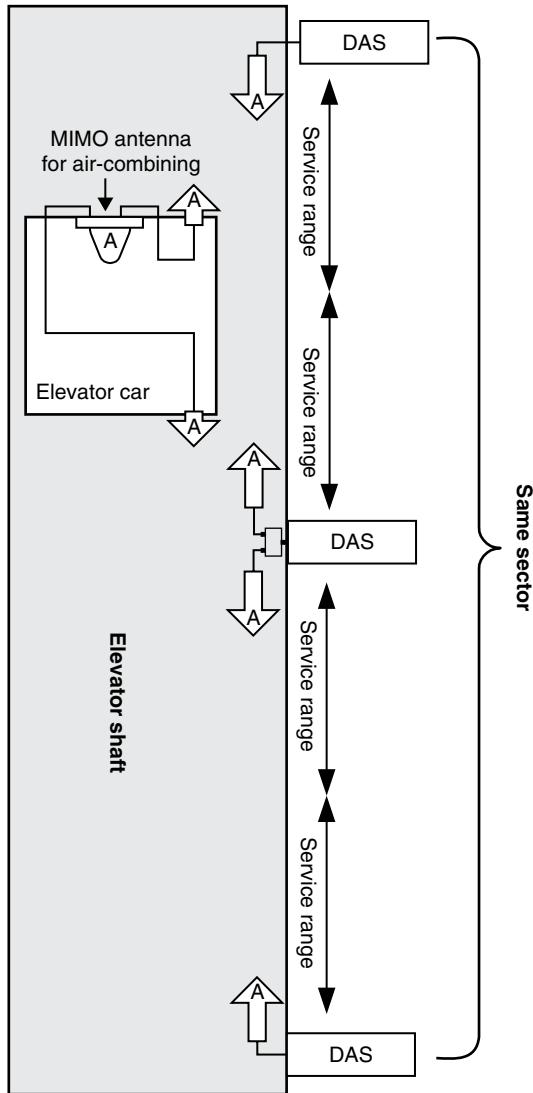 DAS
A
Service range
MIMO antenna
for air-combining
A
A
Elevator car
A
Service range
A
DAS
A
Same sector
Elevator shaft
Service range
Service range
A
DAS